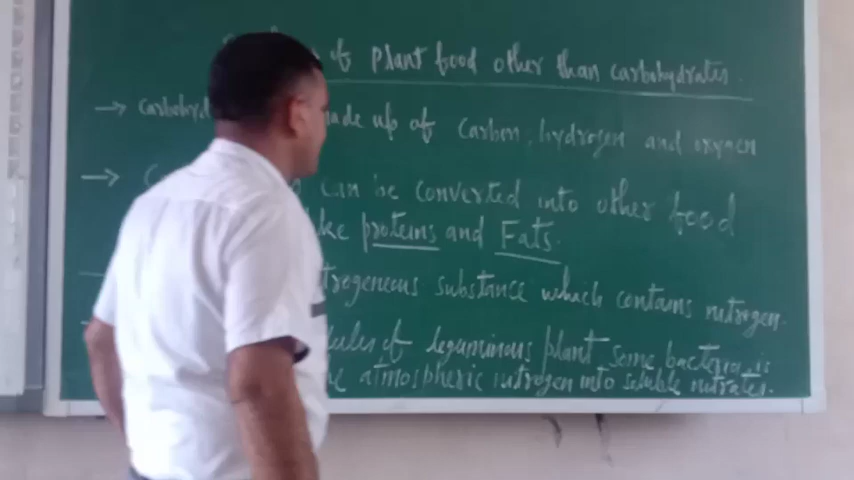 of plant food other than carbohydrates.
→ carbohyd made up of carbon, hydrogen and oxygen
→ can be converted into other food
like proteins and Fats.
trogeneous substance which contains nitrogen.
dules of leguminous plant some bacteria is
atmospheric nitrogen into soluble nitrates.